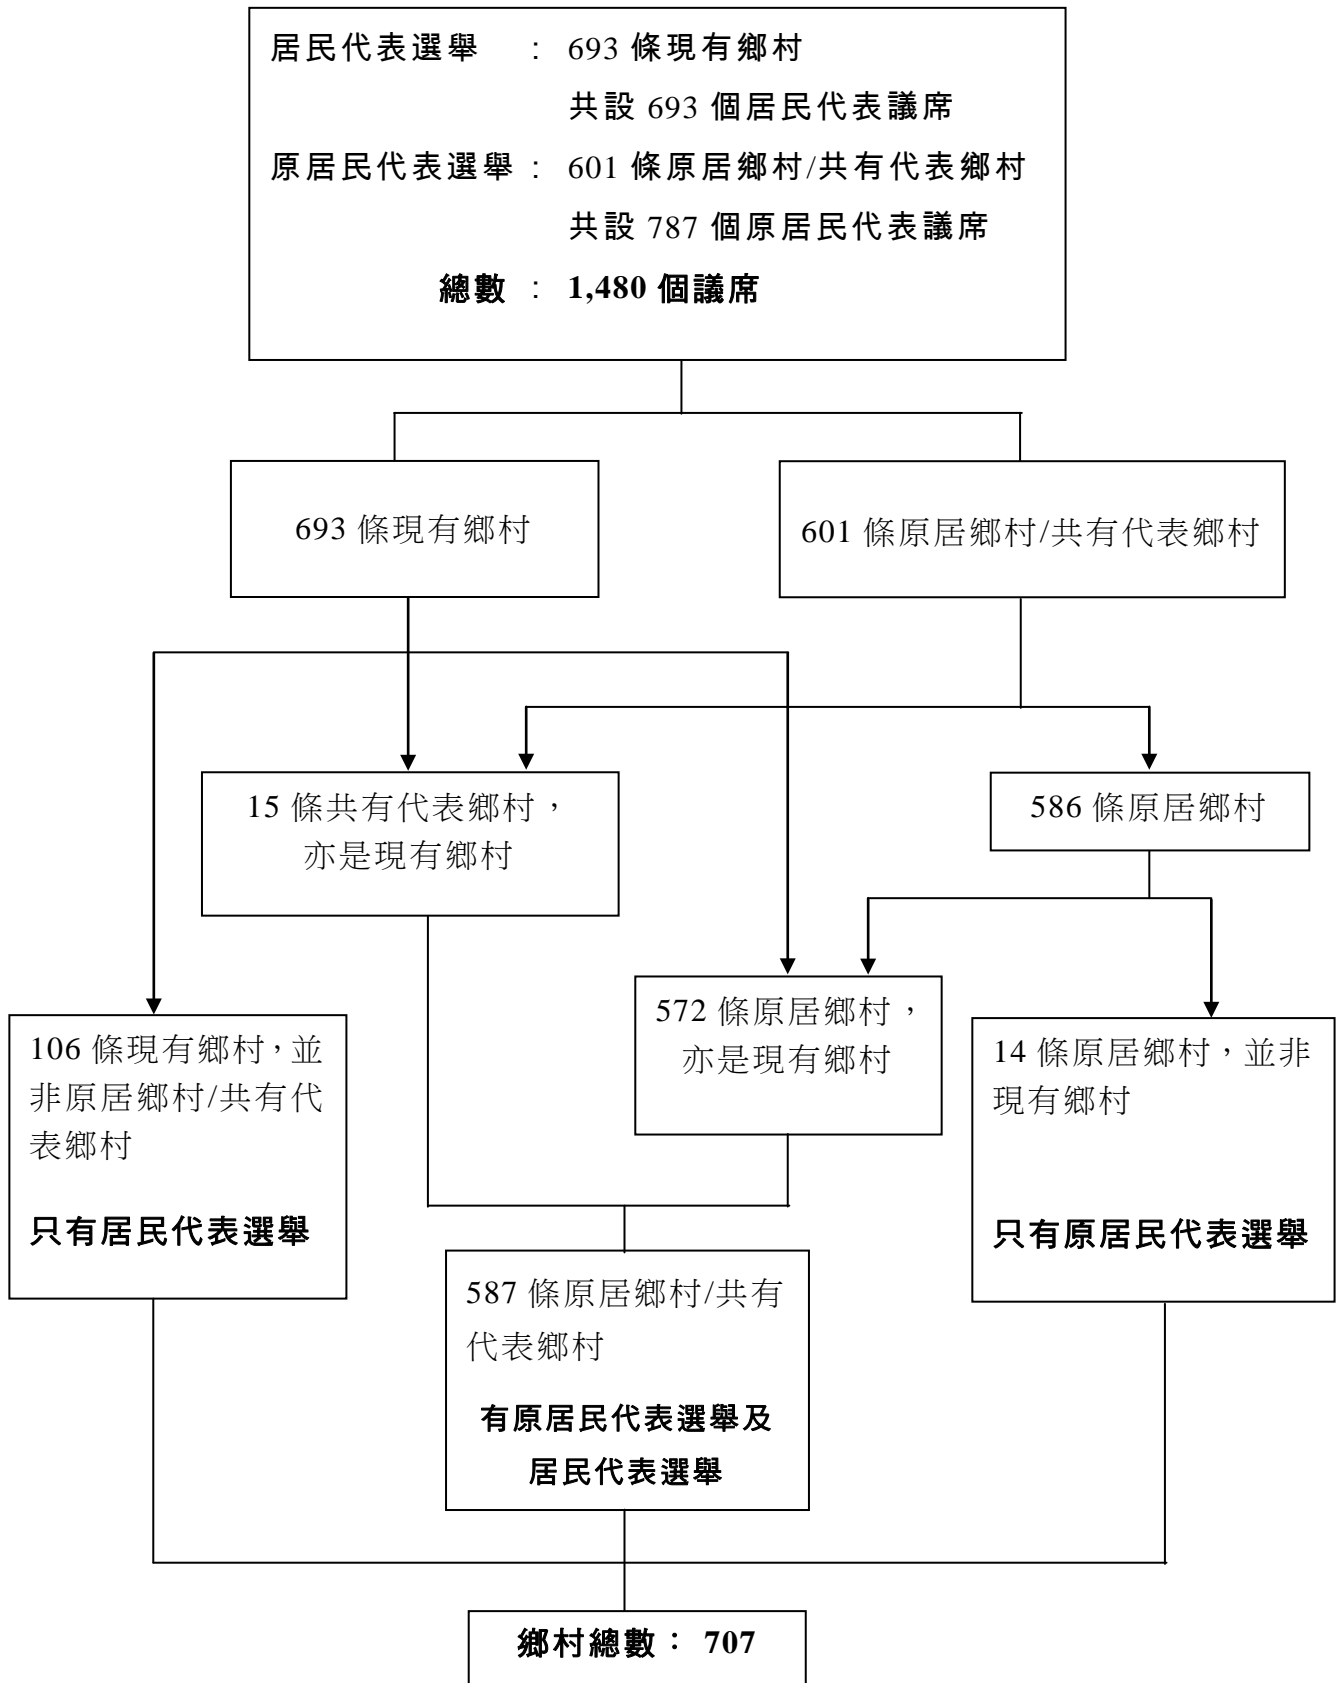 居民代表選舉 : 693 條現有鄉村
共設 693 個居民代表議席
原居民代表選舉 : 601 條原居鄉村/共有代表鄉村
共設 787 個原居民代表議席
總數 : 1,480 個議席
693 條現有鄉村
601 條原居鄉村/共有代表鄉村
15 條共有代表鄉村，
亦是現有鄉村
586 條原居鄉村
572 條原居鄉村，
亦是現有鄉村
106 條現有鄉村，並
非原居鄉村/共有代
表鄉村
只有居民代表選舉
14 條原居鄉村，並非
現有鄉村
只有原居民代表選舉
587 條原居鄉村/共有
代表鄉村
有原居民代表選舉及
居民代表選舉
鄉村總數： 707